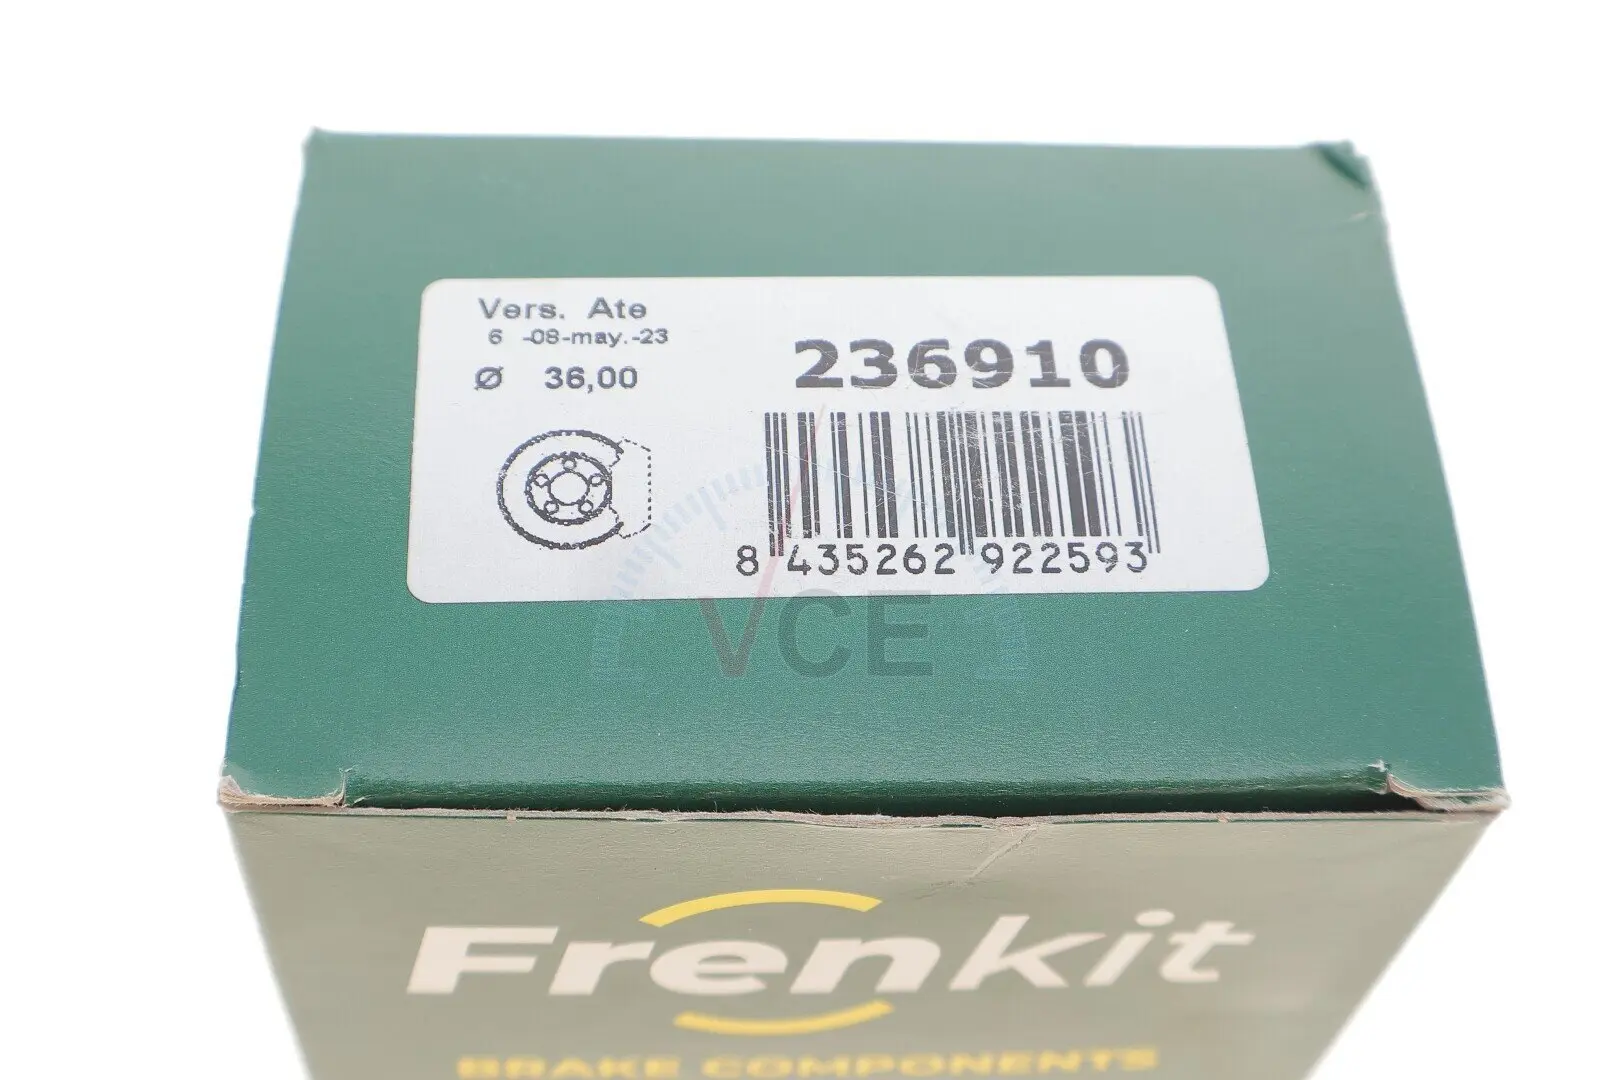 Vers. Ate
6 -08-may.-23
Ø 36,00
236910
8 435262 922593
VCE
Frenkit
BRAKE COMPONENTS